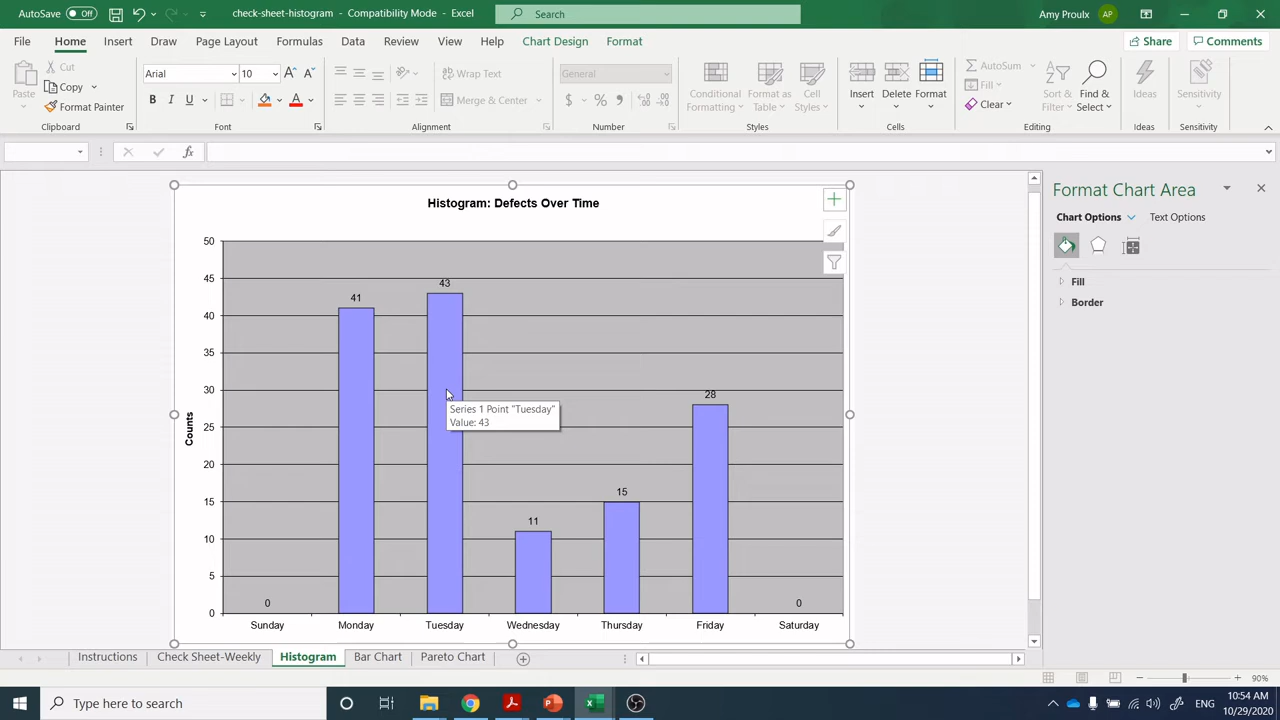 AutoSave Off check-sheet-histogram - Compatibility Mode - Excel Search Amy Proulx AP
File Home Insert Draw Page Layout Formulas Data Review View Help Chart Design Format Share Comments
Paste
Cut
Copy
Format Painter
Clipboard
Arial 10
B I U
Font
Wrap Text
Merge & Center
Alignment
General
$ % 9
Number
Conditional Formatting
Format as Table
Cell Styles
Styles
Insert Delete Format
Cells
AutoSum
Fill
Clear
Sort & Filter
Find & Select
Editing
Ideas
Ideas
Sensitivity
Sensitivity
fx
Histogram: Defects Over Time
50
45
40
35
30
25
20
15
10
5
0
Counts
0
41
43
11
15
28
0
Series 1 Point "Tuesday"
Value: 43
Sunday Monday Tuesday Wednesday Thursday Friday Saturday
Format Chart Area
Chart Options Text Options
Fill
Border
Instructions Check Sheet-Weekly Histogram Bar Chart Pareto Chart
90%
Type here to search
10:54 AM
10/29/2020